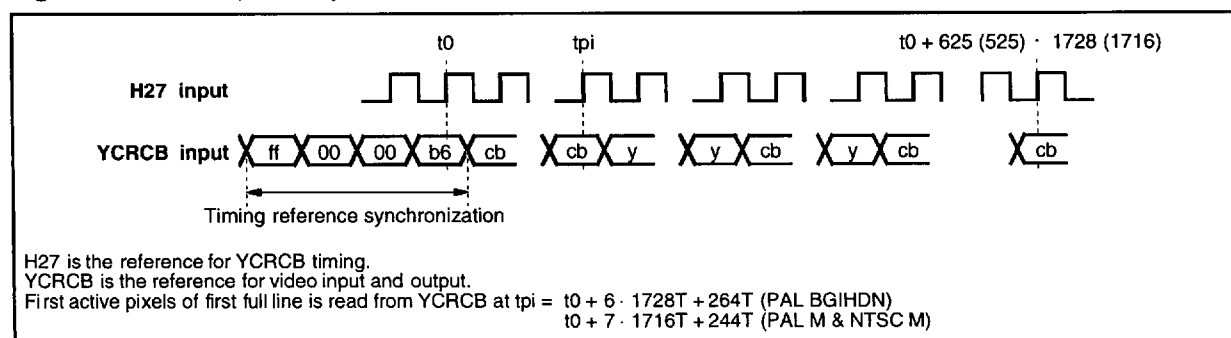 t0 tpi t0 + 625 (525) · 1728 (1716)
H27 input
YCRCB input ff 00 00 b6 cb cb y y cb y cb cb
Timing reference synchronization
H27 is the reference for YCRCB timing.
YCRCB is the reference for video input and output.
First active pixels of first full line is read from YCRCB at tpi = t0 + 6 · 1728T + 264T (PAL BGIHDN)
t0 + 7 · 1716T + 244T (PAL M & NTSC M)